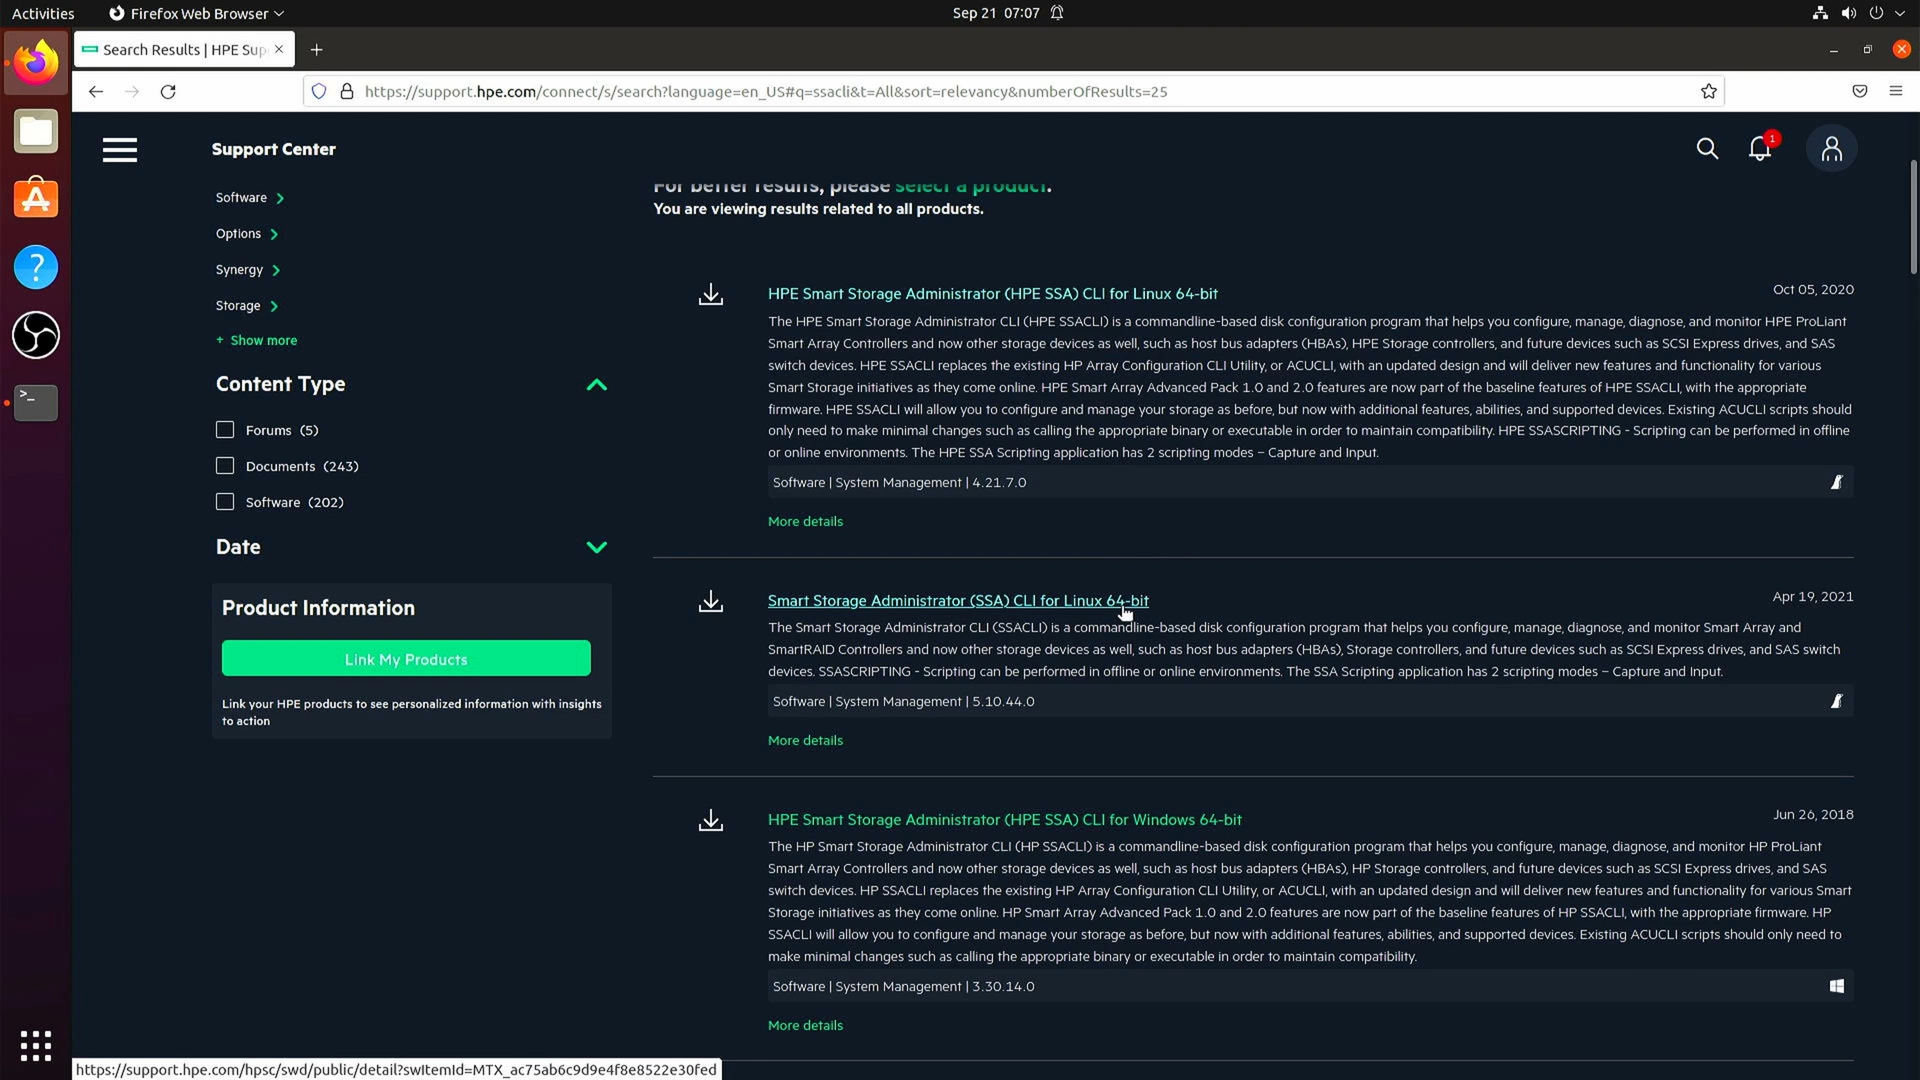 Activities
Firefox Web Browser
Sep 21 07:07
Search Results | HPE Sup
https://support.hpe.com/connect/s/search?language=en_US#q=ssacli&t=All&sort=relevancy&numberOfResults=25
Support Center
1
Software
Options
Synergy
Storage
+ Show more
Content Type
Forums (5)
Documents (243)
Software (202)
Date
Product Information
Link My Products
Link your HPE products to see personalized information with insights
to action
For better results, please select a product.
You are viewing results related to all products.
HPE Smart Storage Administrator (HPE SSA) CLI for Linux 64-bit
Oct 05, 2020
The HPE Smart Storage Administrator CLI (HPE SSACLI) is a commandline-based disk configuration program that helps you configure, manage, diagnose, and monitor HPE ProLiant
Smart Array Controllers and now other storage devices as well, such as host bus adapters (HBAs), HPE Storage controllers, and future devices such as SCSI Express drives, and SAS
switch devices. HPE SSACLI replaces the existing HP Array Configuration CLI Utility, or ACUCLI, with an updated design and will deliver new features and functionality for various
Smart Storage initiatives as they come online. HPE Smart Array Advanced Pack 1.0 and 2.0 features are now part of the baseline features of HPE SSACLI, with the appropriate
firmware. HPE SSACLI will allow you to configure and manage your storage as before, but now with additional features, abilities, and supported devices. Existing ACUCLI scripts should
only need to make minimal changes such as calling the appropriate binary or executable in order to maintain compatibility. HPE SSASCRIPTING - Scripting can be performed in offline
or online environments. The HPE SSA Scripting application has 2 scripting modes – Capture and Input.
Software | System Management | 4.21.7.0
More details
Smart Storage Administrator (SSA) CLI for Linux 64-bit
Apr 19, 2021
The Smart Storage Administrator CLI (SSACLI) is a commandline-based disk configuration program that helps you configure, manage, diagnose, and monitor Smart Array and
SmartRAID Controllers and now other storage devices as well, such as host bus adapters (HBAs), Storage controllers, and future devices such as SCSI Express drives, and SAS switch
devices. SSASCRIPTING - Scripting can be performed in offline or online environments. The SSA Scripting application has 2 scripting modes – Capture and Input.
Software | System Management | 5.10.44.0
More details
HPE Smart Storage Administrator (HPE SSA) CLI for Windows 64-bit
Jun 26, 2018
The HP Smart Storage Administrator CLI (HP SSACLI) is a commandline-based disk configuration program that helps you configure, manage, diagnose, and monitor HP ProLiant
Smart Array Controllers and now other storage devices as well, such as host bus adapters (HBAs), HP Storage controllers, and future devices such as SCSI Express drives, and SAS
switch devices. HP SSACLI replaces the existing HP Array Configuration CLI Utility, or ACUCLI, with an updated design and will deliver new features and functionality for various Smart
Storage initiatives as they come online. HP Smart Array Advanced Pack 1.0 and 2.0 features are now part of the baseline features of HP SSACLI, with the appropriate firmware. HP
SSACLI will allow you to configure and manage your storage as before, but now with additional features, abilities, and supported devices. Existing ACUCLI scripts should only need to
make minimal changes such as calling the appropriate binary or executable in order to maintain compatibility.
Software | System Management | 3.30.14.0
More details
https://support.hpe.com/hpsc/swd/public/detail?swItemId=MTX_ac75ab6c9d9e4f8e8522e30fed